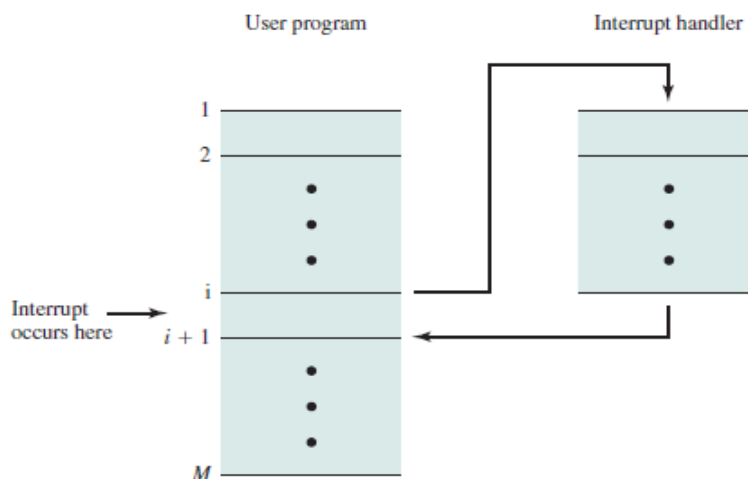 User program
Interrupt handler
1
2
i
Interrupt
occurs here
i + 1
M